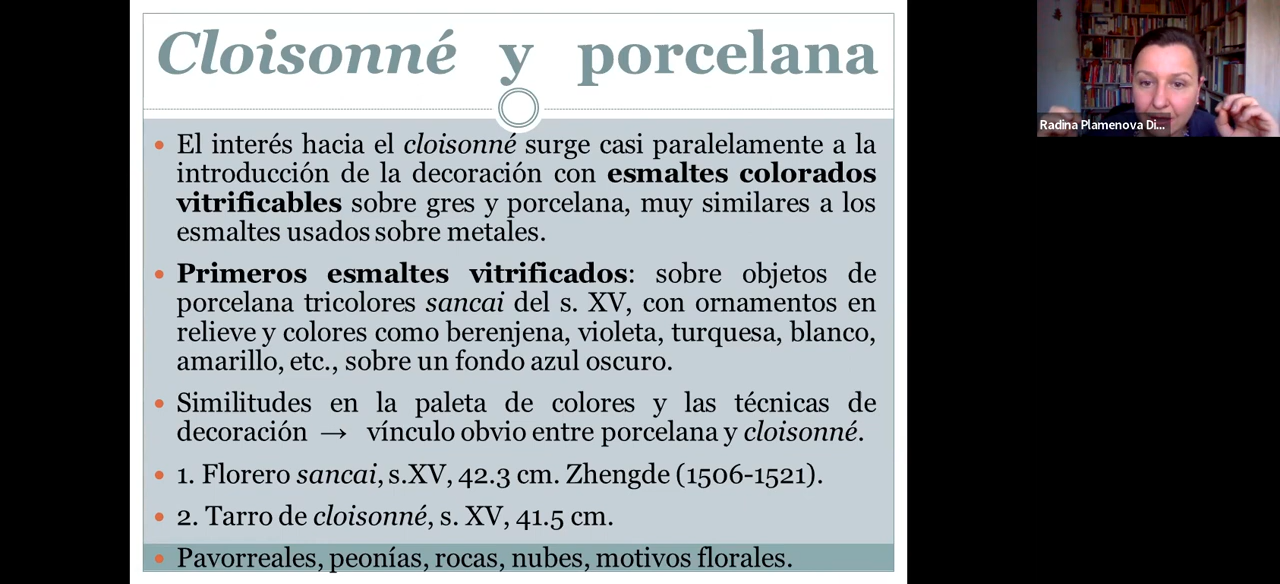 Cloisonné y porcelana
• El interés hacia el cloisonné surge casi paralelamente a la
introducción de la decoración con esmaltes colorados
vitrificables sobre gres y porcelana, muy similares a los
esmaltes usados sobre metales.
• Primeros esmaltes vitrificados: sobre objetos de
porcelana tricolores sancai del s. XV, con ornamentos en
relieve y colores como berenjena, violeta, turquesa, blanco,
amarillo, etc., sobre un fondo azul oscuro.
• Similitudes en la paleta de colores y las técnicas de
decoración → vínculo obvio entre porcelana y cloisonné.
• 1. Florero sancai, s.XV, 42.3 cm. Zhengde (1506-1521).
• 2. Tarro de cloisonné, s. XV, 41.5 cm.
• Pavorreales, peonías, rocas, nubes, motivos florales.
Radina Plamenova Di...